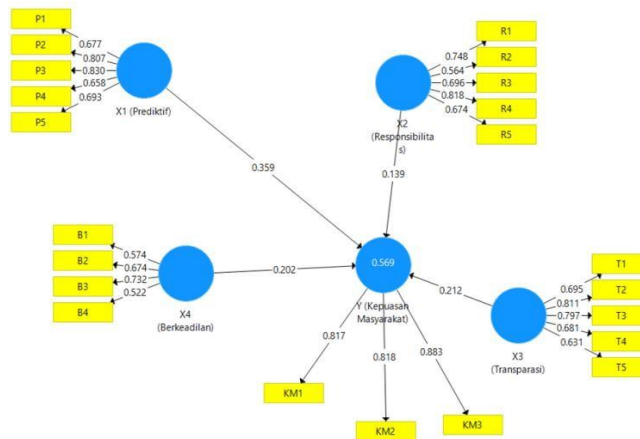 P1
P2
P3
P4
P5
0.677
0.807
0.830
0.658
0.693
X1 (Prediktif)
0.359
R1
R2
R3
R4
R5
0.748
0.564
0.696
0.818
0.674
X2
(Responsibilita
s)
0.139
B1
B2
B3
B4
0.574
0.674
0.732
0.522
X4
(Berkeadilan)
0.202
0.569
Y (Kepuasan
Masyarakat)
0.212
T1
T2
T3
T4
T5
0.695
0.811
0.797
0.681
0.631
X3
(Transparasi)
0.817
0.818
0.883
KM1
KM2
KM3